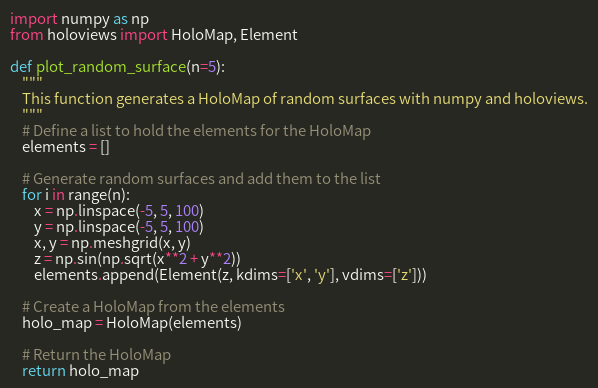 import numpy as np
from holoviews import HoloMap, Element

def plot_random_surface(n=5):
    """
    This function generates a HoloMap of random surfaces with numpy and holoviews.
    """
    # Define a list to hold the elements for the HoloMap
    elements = []

    # Generate random surfaces and add them to the list
    for i in range(n):
        x = np.linspace(-5, 5, 100)
        y = np.linspace(-5, 5, 100)
        x, y = np.meshgrid(x, y)
        z = np.sin(np.sqrt(x**2 + y**2))
        elements.append(Element(z, kdims=['x', 'y'], vdims=['z']))

    # Create a HoloMap from the elements
    holo_map = HoloMap(elements)

    # Return the HoloMap
    return holo_map